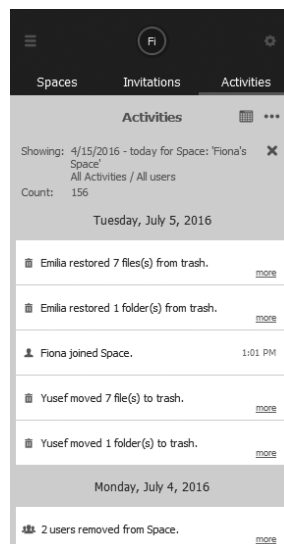 Fi
Spaces Invitations Activities
Activities
Showing: 4/15/2016 - today for Space: 'Fiona's
Space'
All Activities / All users
Count: 156
Tuesday, July 5, 2016
Emilia restored 7 files(s) from trash.
more
Emilia restored 1 folder(s) from trash.
more
Fiona joined Space. 1:01 PM
Yusef moved 7 file(s) to trash.
more
Yusef moved 1 folder(s) to trash.
more
Monday, July 4, 2016
2 users removed from Space.
more